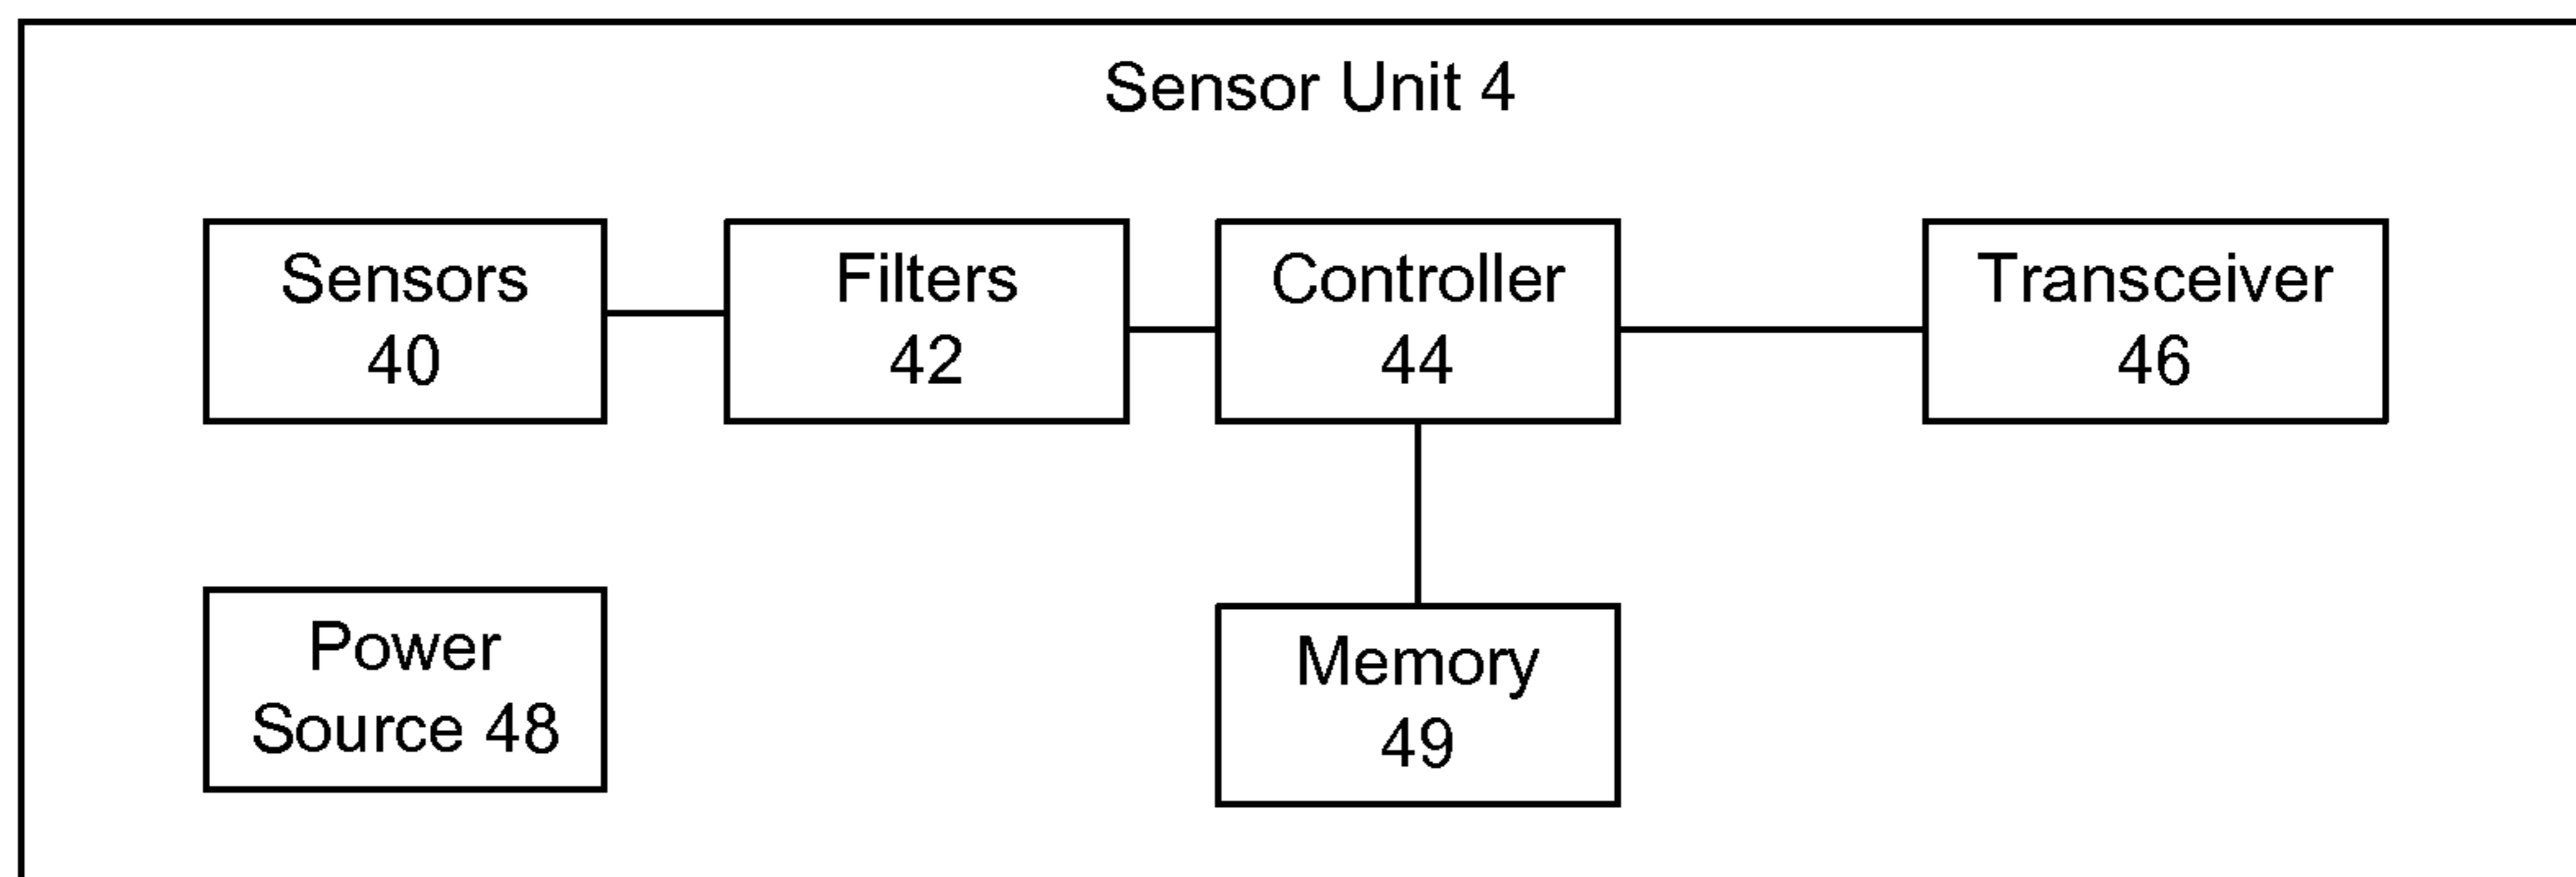 Sensor Unit 4
Sensors
40
Filters
42
Controller
44
Transceiver
46
Power
Source 48
Memory
49